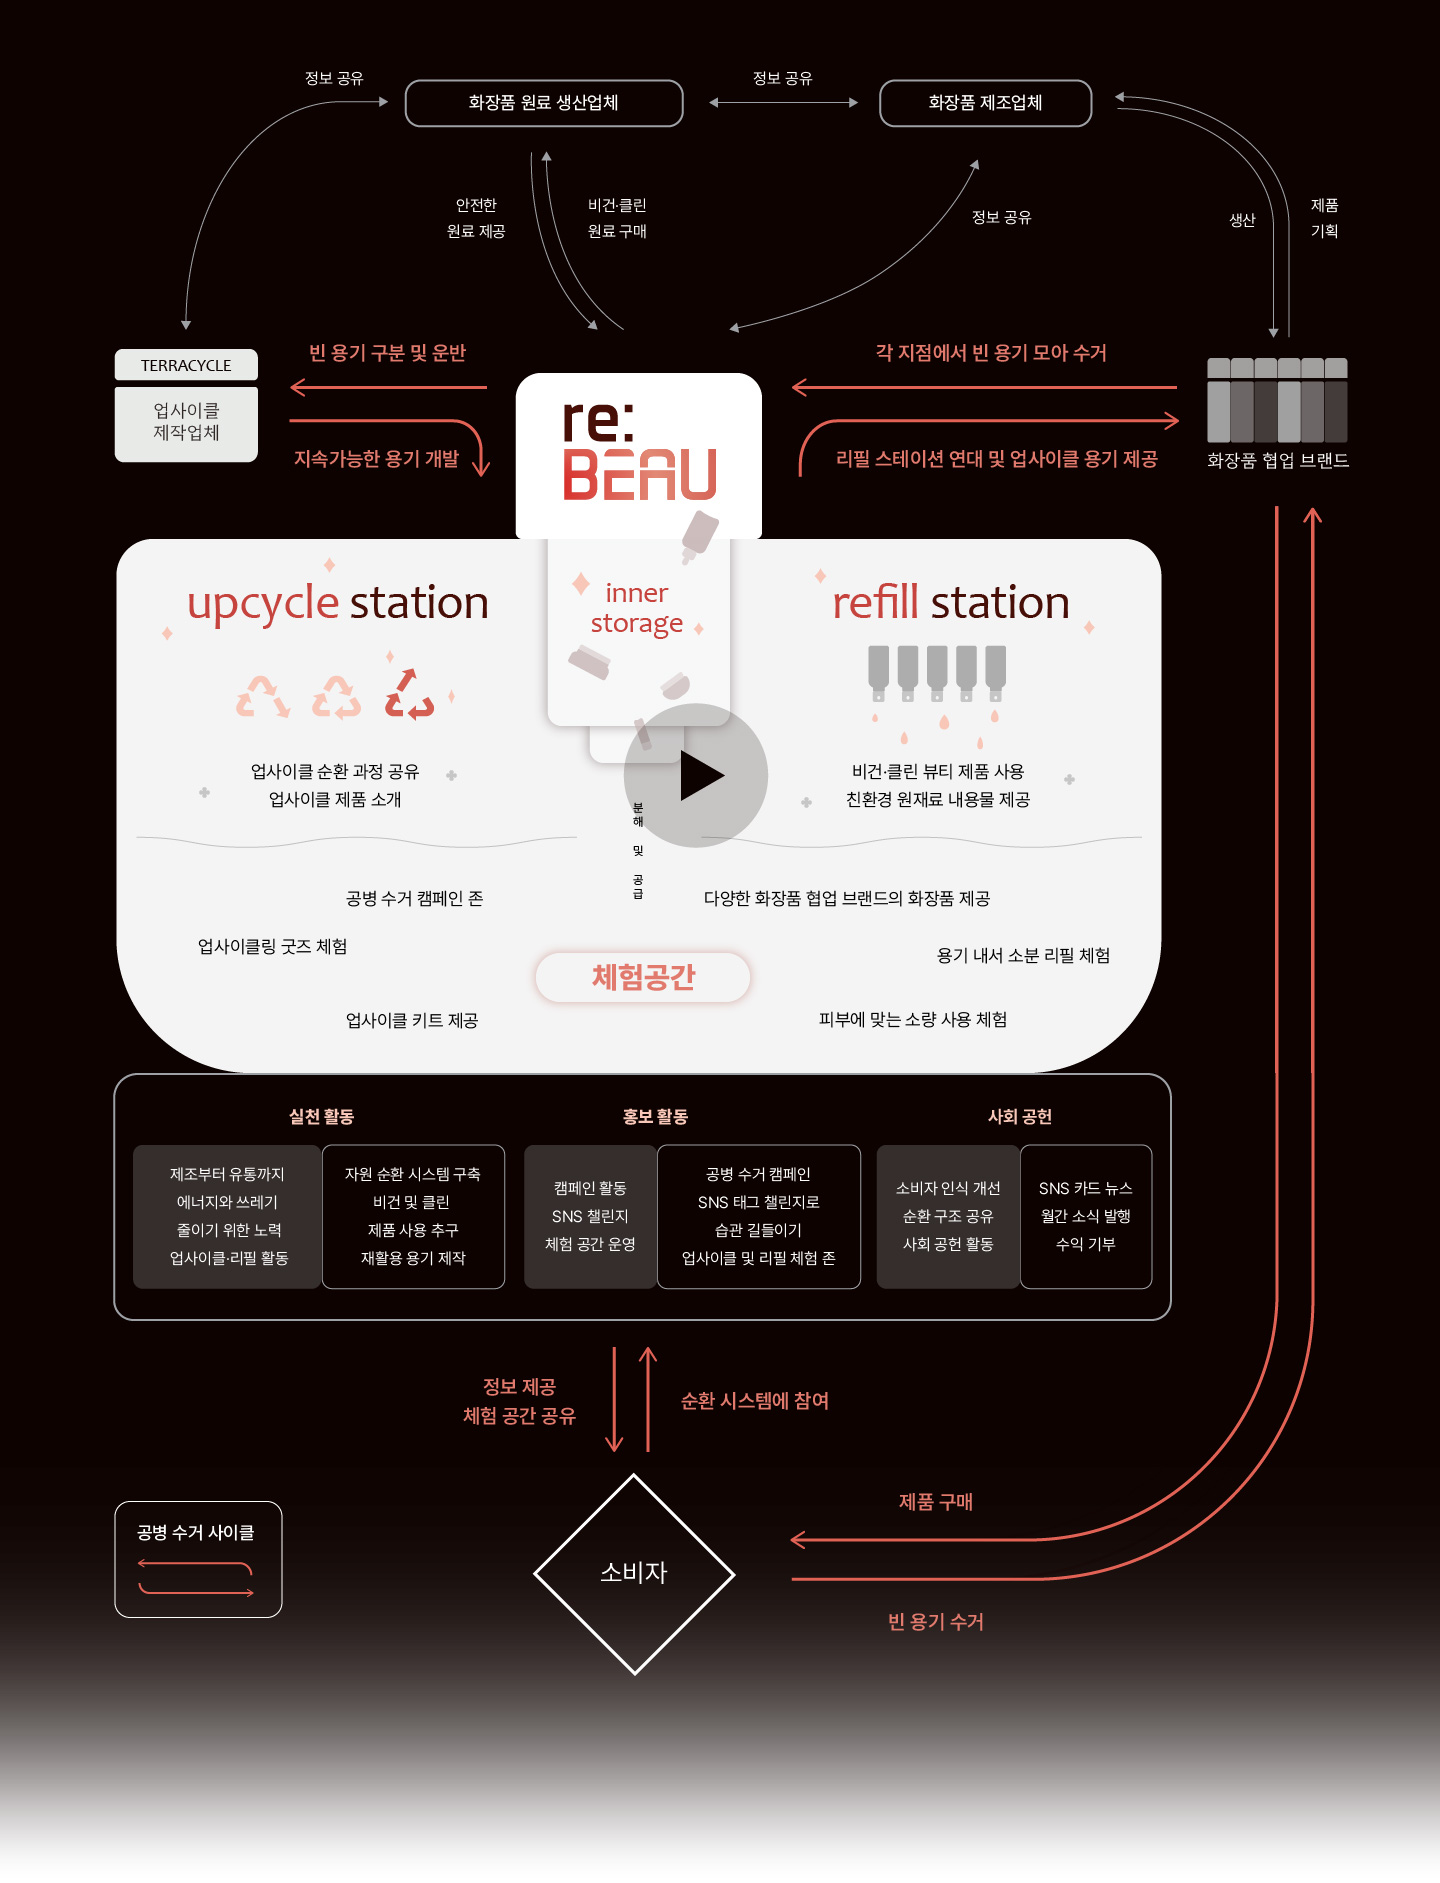 정보 공유
화장품 원료 생산업체
정보 공유
화장품 제조업체
안전한
원료 제공
비건·클린
원료 구매
정보 공유
생산
제품
기획
TERRACYCLE
업사이클
제작업체
빈 용기 구분 및 운반
지속가능한 용기 개발
re:
BEAU
각 지점에서 빈 용기 모아 수거
리필 스테이션 연대 및 업사이클 용기 제공
화장품 협업 브랜드
upcycle station
inner
storage
refill station
업사이클 순환 과정 공유
업사이클 제품 소개
비건·클린 뷰티 제품 사용
친환경 원재료 내용물 제공
분해 및 공급
공병 수거 캠페인 존
다양한 화장품 협업 브랜드의 화장품 제공
업사이클링 굿즈 체험
용기 내서 소분 리필 체험
체험공간
업사이클 키트 제공
피부에 맞는 소량 사용 체험
실천 활동
제조부터 유통까지
에너지와 쓰레기
줄이기 위한 노력
업사이클·리필 활동
자원 순환 시스템 구축
비건 및 클린
제품 사용 추구
재활용 용기 제작
홍보 활동
캠페인 활동
SNS 챌린지
체험 공간 운영
공병 수거 캠페인
SNS 태그 챌린지로
습관 길들이기
업사이클 및 리필 체험 존
사회 공헌
소비자 인식 개선
순환 구조 공유
사회 공헌 활동
SNS 카드 뉴스
월간 소식 발행
수익 기부
정보 제공
체험 공간 공유
순환 시스템에 참여
공병 수거 사이클
소비자
제품 구매
빈 용기 수거